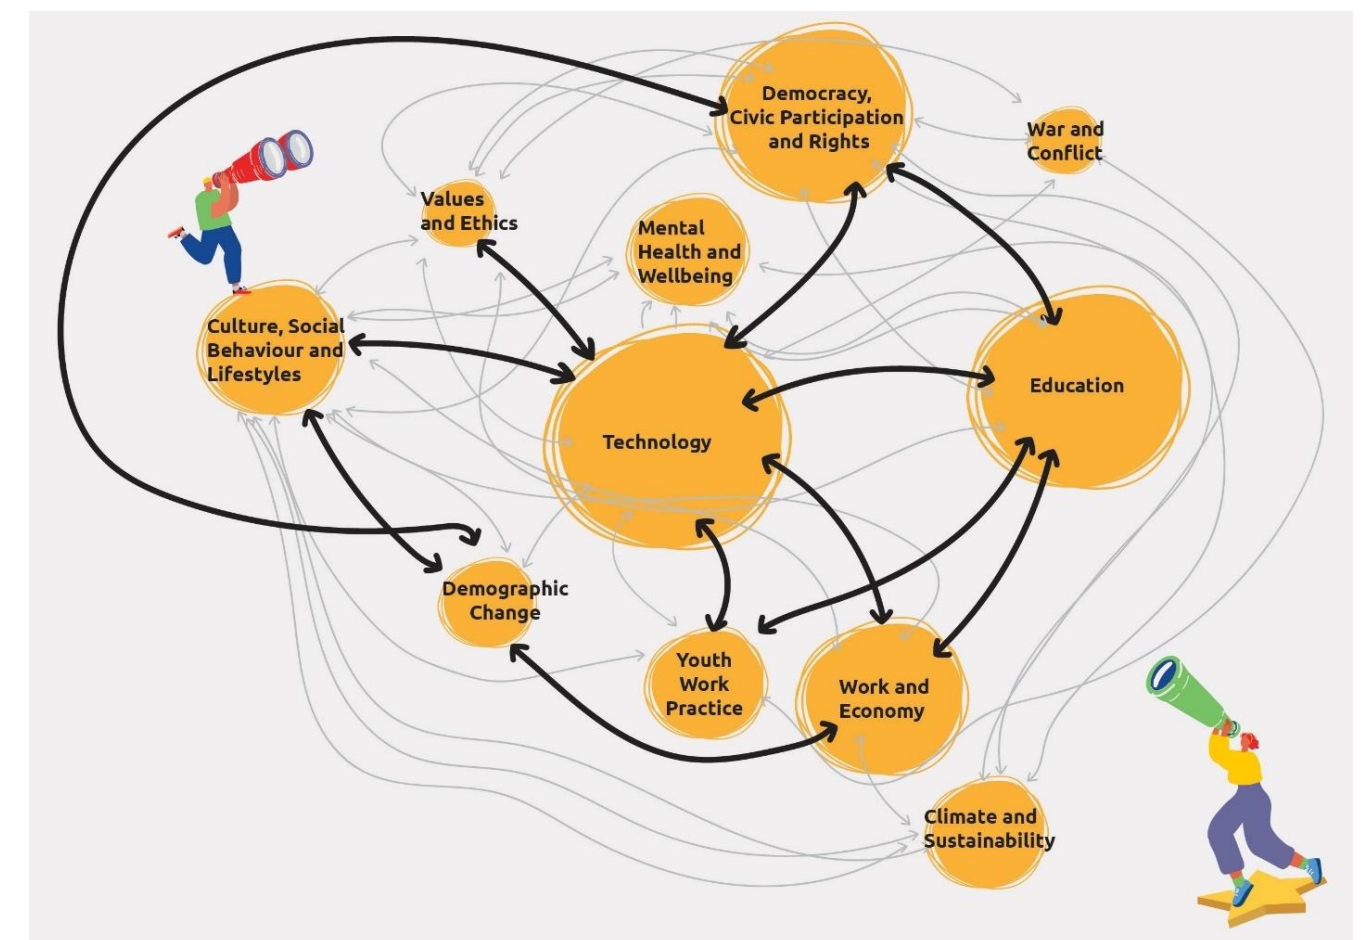 Democracy,
Civic Participation
and Rights
War and
Conflict
Values
and Ethics
Mental
Health and
Wellbeing
Culture, Social
Behaviour and
Lifestyles
Education
Technology
Demographic
Change
Youth
Work
Practice
Work and
Economy
Climate and
Sustainability